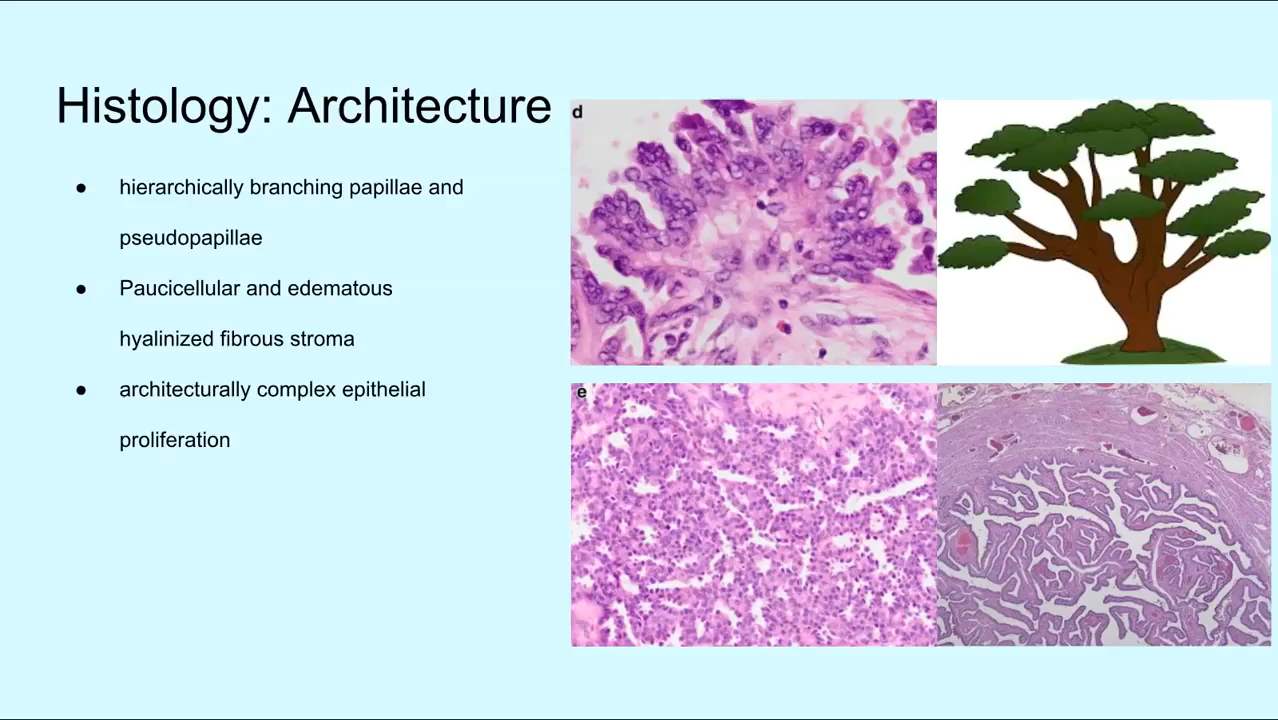 Histology: Architecture
● hierarchically branching papillae and
pseudopapillae
● Paucicellular and edematous
hyalinized fibrous stroma
● architecturally complex epithelial
proliferation
d
e